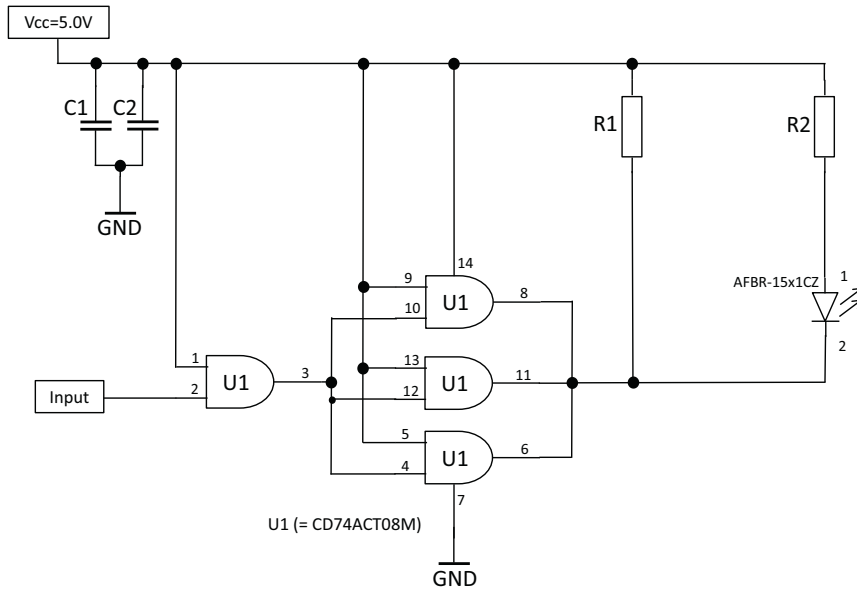 Vcc=5.0V
C1
C2
R1
R2
GND
14
AFBR-15x1CZ
1
9
U1
8
10
2
13
1
3
U1
11
Input
2
U1
12
5
6
4
U1
7
U1 (= CD74ACT08M)
GND